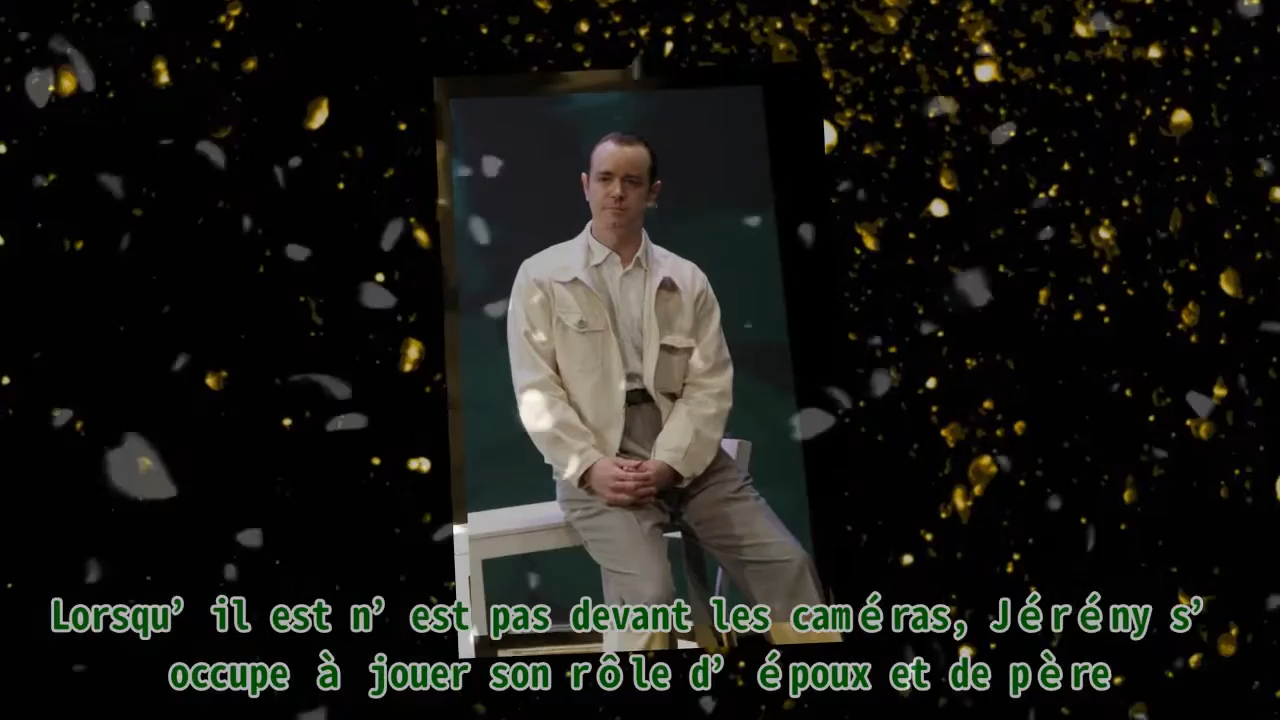 Lorsqu’ il est n’ est pas devant les caméras, Jérény s’
occupe à jouer son rôle d’ époux et de père